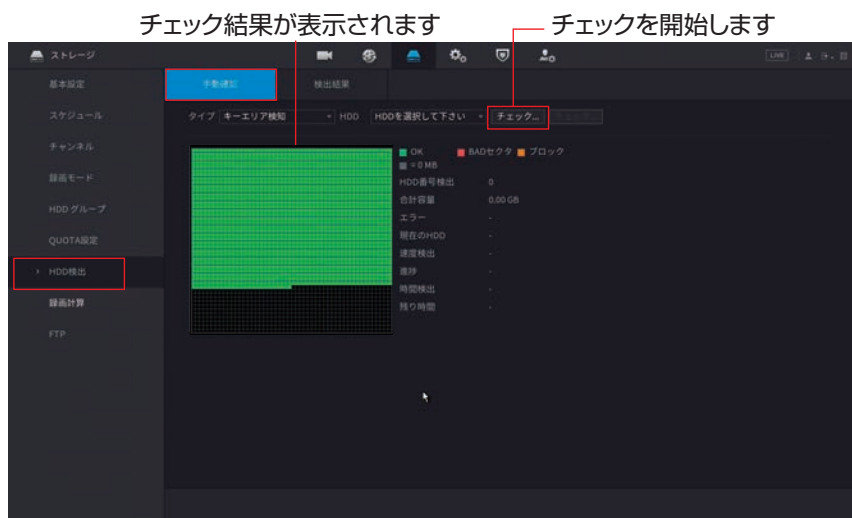 チェック結果が表示されます チェックを開始します
ストレージ LIVE
基本設定 手動確認 検出結果
スケジュール タイプ キーエリア検知 HDD HDDを選択して下さい チェック...
チャンネル OK BADセクタ ブロック
= 0 MB
録画モード HDD番号検出 0
合計容量 0.00 GB
HDD グループ エラー -
現在のHDD -
QUOTA設定 速度検出 -
HDD検出 進捗 -
時間検出 -
録画計算 残り時間 -
FTP